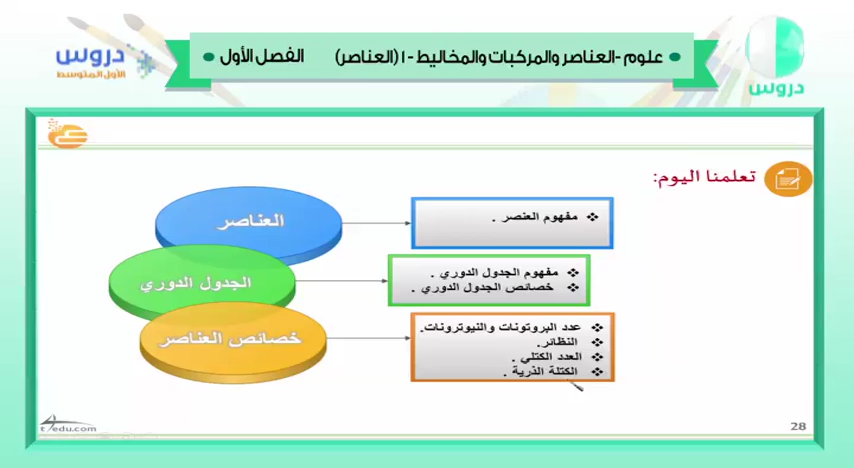 دروس
الأول المتوسط
علوم -العناصر والمركبات والمخاليط -١ (العناصر) الفصل الأول
دروس
تعلمنا اليوم:
العناصر
مفهوم العنصر .
الجدول الدوري
مفهوم الجدول الدوري .
خصائص الجدول الدوري .
خصائص العناصر
عدد البروتونات والنيوترونات.
النظائر.
العدد الكتلي .
الكتلة الذرية .
t4edu.com
28